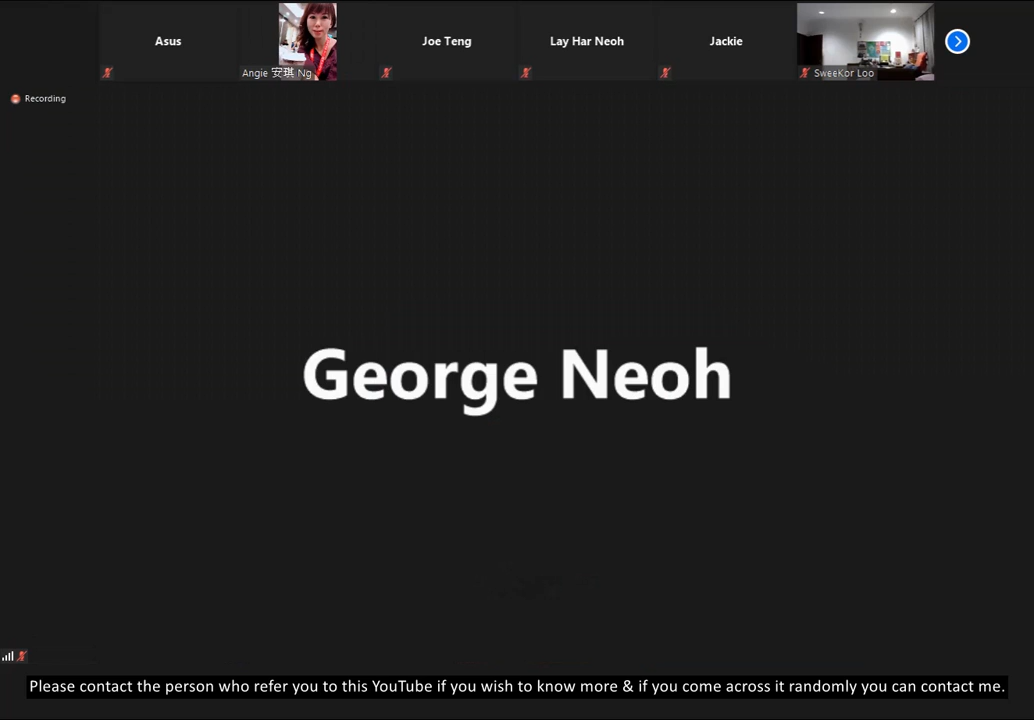 Asus
Angie 安琪 Ng
Joe Teng
Lay Har Neoh
Jackie
SweeKor Loo
Recording
George Neoh
Please contact the person who refer you to this YouTube if you wish to know more & if you come across it randomly you can contact me.